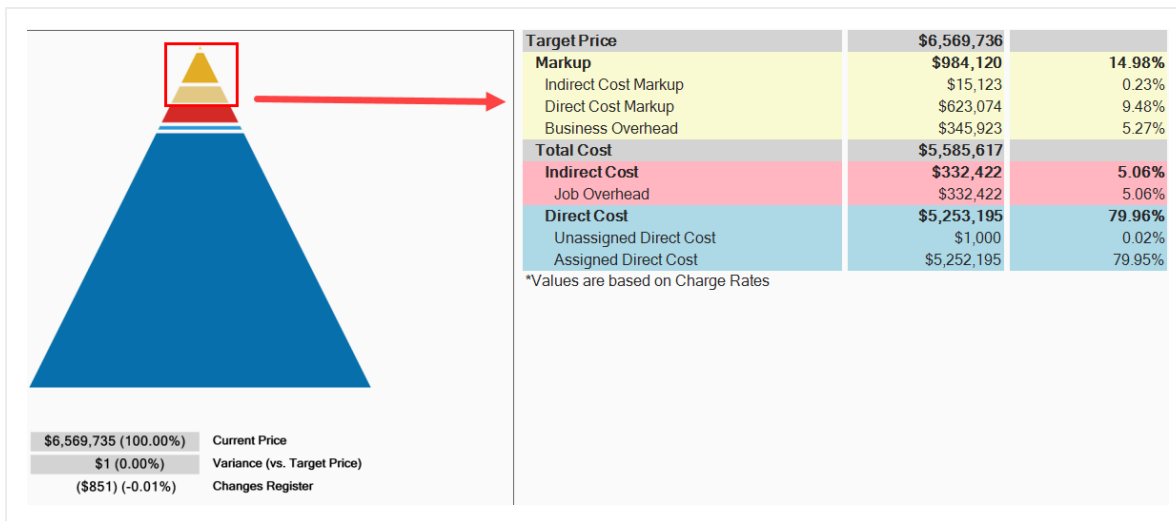 Target Price $6,569,736
Markup $984,120 14.98%
Indirect Cost Markup $15,123 0.23%
Direct Cost Markup $623,074 9.48%
Business Overhead $345,923 5.27%
Total Cost $5,585,617
Indirect Cost $332,422 5.06%
Job Overhead $332,422 5.06%
Direct Cost $5,253,195 79.96%
Unassigned Direct Cost $1,000 0.02%
Assigned Direct Cost $5,252,195 79.95%
*Values are based on Charge Rates
$6,569,735 (100.00%) Current Price
$1 (0.00%) Variance (vs. Target Price)
($851) (-0.01%) Changes Register